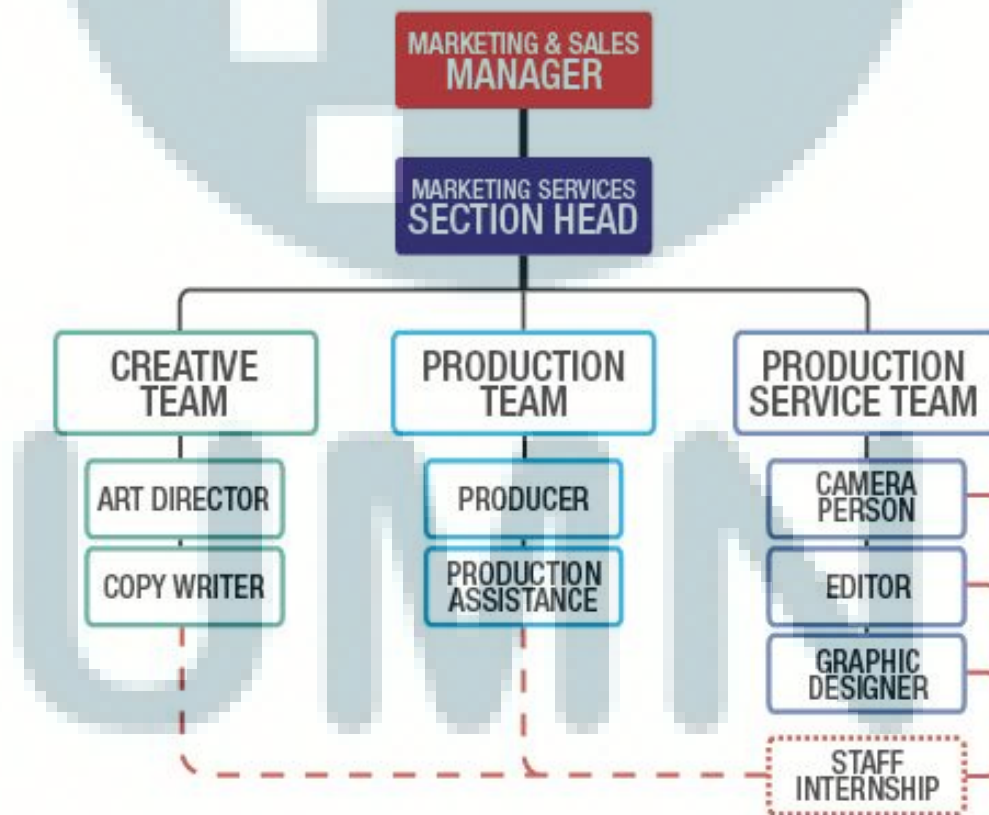 MARKETING & SALES
MANAGER
MARKETING SERVICES
SECTION HEAD
CREATIVE
TEAM
PRODUCTION
TEAM
PRODUCTION
SERVICE TEAM
ART DIRECTOR
COPY WRITER
PRODUCER
PRODUCTION
ASSISTANCE
CAMERA
PERSON
EDITOR
GRAPHIC
DESIGNER
STAFF
INTERNSHIP
UMN